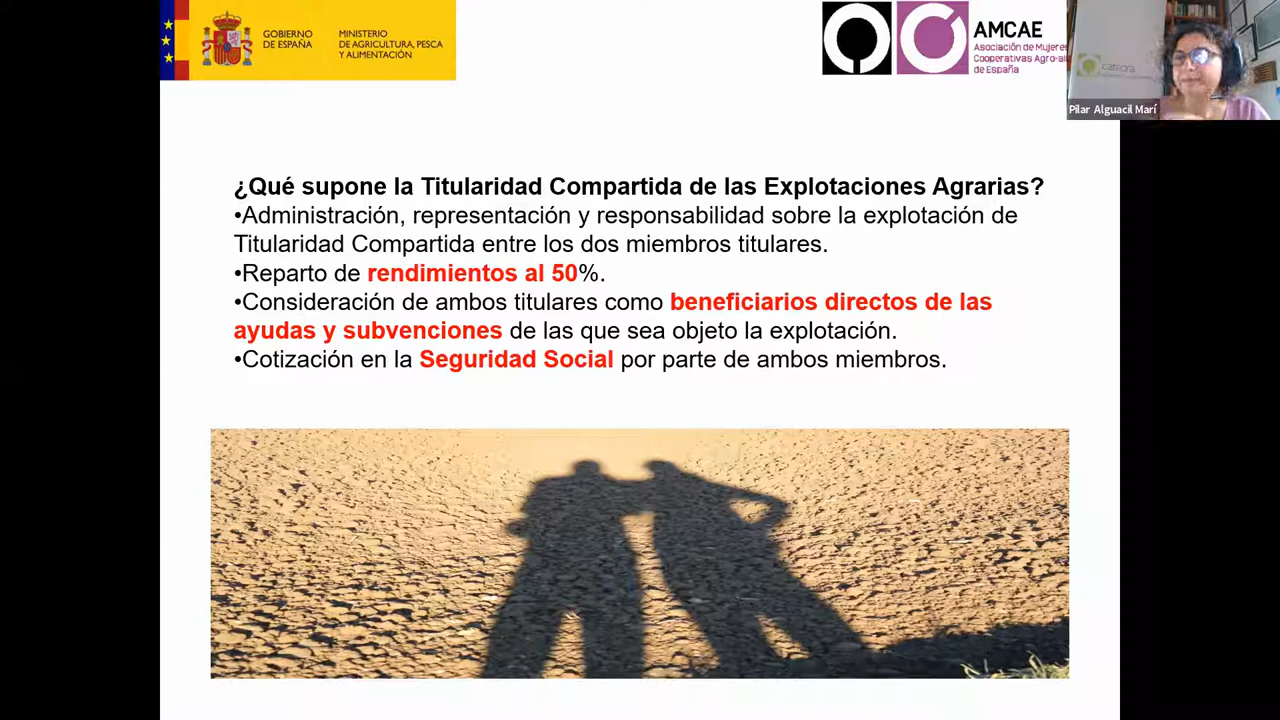 GOBIERNO
DE ESPAÑA
MINISTERIO
DE AGRICULTURA, PESCA
Y ALIMENTACIÓN
AMCAE
Asociación de Mujeres
Cooperativas
de España
catedra
Pilar Alguacil Marí
¿Qué supone la Titularidad Compartida de las Explotaciones Agrarias?
•Administración, representación y responsabilidad sobre la explotación de
Titularidad Compartida entre los dos miembros titulares.
•Reparto de rendimientos al 50%.
•Consideración de ambos titulares como beneficiarios directos de las
ayudas y subvenciones de las que sea objeto la explotación.
•Cotización en la Seguridad Social por parte de ambos miembros.